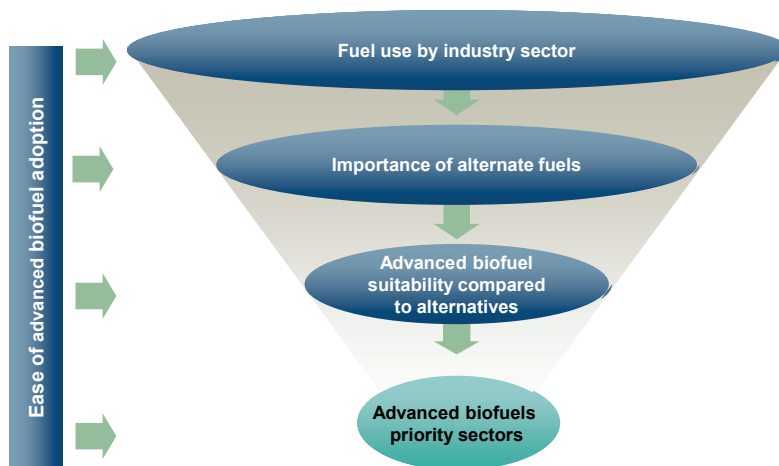 Ease of advanced biofuel adoption
Fuel use by industry sector
Importance of alternate fuels
Advanced biofuel
suitability compared
to alternatives
Advanced biofuels
priority sectors